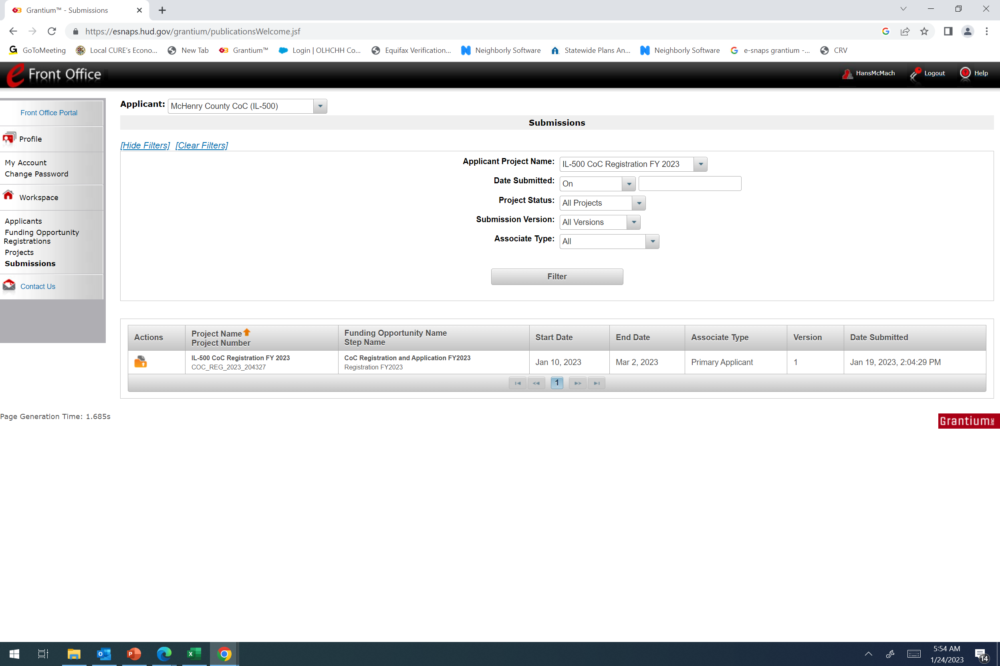 Grantium™ - Submissions
https://esnaps.hud.gov/grantium/publicationsWelcome.jsf
GoToMeeting Local CURE's Econo... New Tab Grantium™ Login | OLHCHH Co... Equifax Verification... Neighborly Software Statewide Plans An... Neighborly Software e-snaps grantium -... CRV
e Front Office HansMcMach Logout Help
Front Office Portal
Profile
My Account
Change Password
Workspace
Applicants
Funding Opportunity
Registrations
Projects
Submissions
Contact Us
Applicant: McHenry County CoC (IL-500)
Submissions
[Hide Filters] [Clear Filters]
Applicant Project Name: IL-500 CoC Registration FY 2023
Date Submitted: On
Project Status: All Projects
Submission Version: All Versions
Associate Type: All
Filter
Actions Project Name Project Number Funding Opportunity Name Step Name Start Date End Date Associate Type Version Date Submitted
IL-500 CoC Registration FY 2023 CoC Registration and Application FY2023
COC_REG_2023_204327 Registration FY2023 Jan 10, 2023 Mar 2, 2023 Primary Applicant 1 Jan 19, 2023, 2:04:29 PM
1
Page Generation Time: 1.685s
Grantium inc
5:54 AM
1/24/2023
14